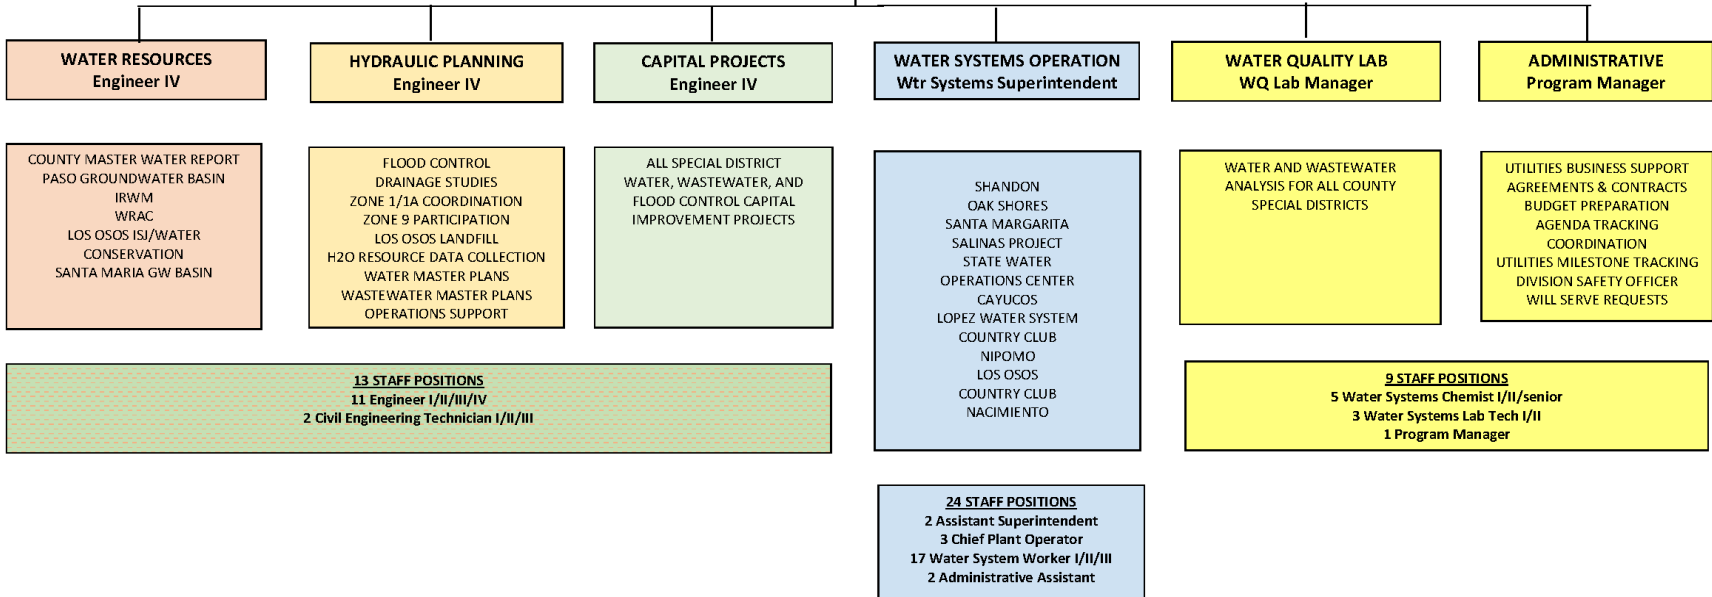 WATER RESOURCES
Engineer IV
HYDRAULIC PLANNING
Engineer IV
CAPITAL PROJECTS
Engineer IV
WATER SYSTEMS OPERATION
Wtr Systems Superintendent
WATER QUALITY LAB
WQ Lab Manager
ADMINISTRATIVE
Program Manager
COUNTY MASTER WATER REPORT
PASO GROUNDWATER BASIN
IRWM
WRAC
LOS OSOS ISJ/WATER
CONSERVATION
SANTA MARIA GW BASIN
FLOOD CONTROL
DRAINAGE STUDIES
ZONE 1/1A COORDINATION
ZONE 9 PARTICIPATION
LOS OSOS LANDFILL
H2O RESOURCE DATA COLLECTION
WATER MASTER PLANS
WASTEWATER MASTER PLANS
OPERATIONS SUPPORT
ALL SPECIAL DISTRICT
WATER, WASTEWATER, AND
FLOOD CONTROL CAPITAL
IMPROVEMENT PROJECTS
SHANDON
OAK SHORES
SANTA MARGARITA
SALINAS PROJECT
STATE WATER
OPERATIONS CENTER
CAYUCOS
LOPEZ WATER SYSTEM
COUNTRY CLUB
NIPOMO
LOS OSOS
COUNTRY CLUB
NACIMIENTO
WATER AND WASTEWATER
ANALYSIS FOR ALL COUNTY
SPECIAL DISTRICTS
UTILITIES BUSINESS SUPPORT
AGREEMENTS & CONTRACTS
BUDGET PREPARATION
AGENDA TRACKING
COORDINATION
UTILITIES MILESTONE TRACKING
DIVISION SAFETY OFFICER
WILL SERVE REQUESTS
13 STAFF POSITIONS
11 Engineer I/II/III/IV
2 Civil Engineering Technician I/II/III
24 STAFF POSITIONS
2 Assistant Superintendent
3 Chief Plant Operator
17 Water System Worker I/II/III
2 Administrative Assistant
9 STAFF POSITIONS
5 Water Systems Chemist I/II/senior
3 Water Systems Lab Tech I/II
1 Program Manager